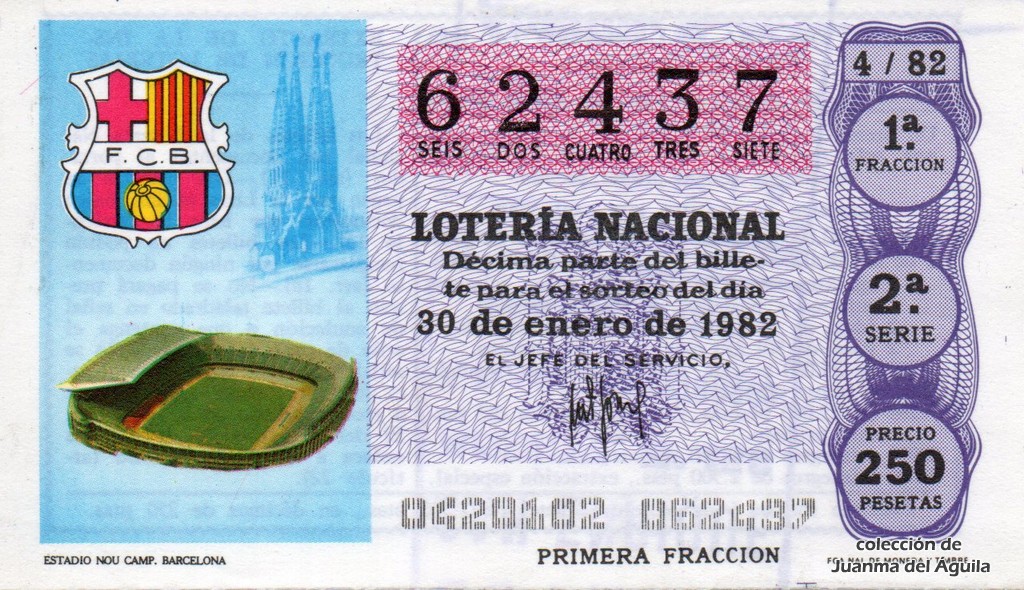 F.C.B.
ESTADIO NOU CAMP. BARCELONA
6 2 4 3 7
SEIS DOS CUATRO TRES SIETE
LOTERÍA NACIONAL
Décima parte del bille-
te para el sorteo del día
30 de enero de 1982
EL JEFE DEL SERVICIO,
0420102 062437
PRIMERA FRACCION
4 / 82
1.ª
FRACCION
2.ª
SERIE
PRECIO
250
PESETAS
colección de
Juanma del Aguila